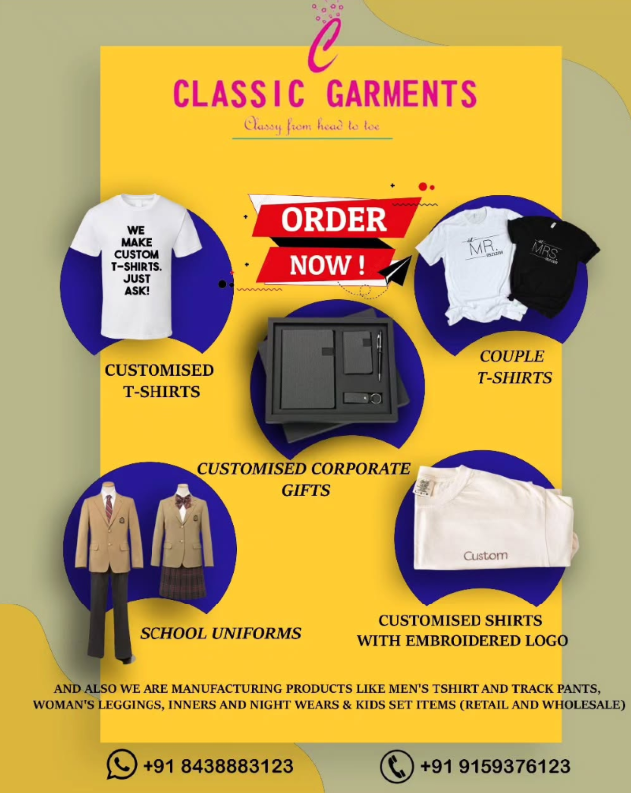 CLASSIC GARMENTS
Classy from head to toe
ORDER
NOW !
WE
MAKE
CUSTOM
T-SHIRTS.
JUST
ASK!
MR.
MRS.
CUSTOMISED
T-SHIRTS
COUPLE
T-SHIRTS
CUSTOMISED CORPORATE
GIFTS
Custom
SCHOOL UNIFORMS
CUSTOMISED SHIRTS
WITH EMBROIDERED LOGO
AND ALSO WE ARE MANUFACTURING PRODUCTS LIKE MEN'S TSHIRT AND TRACK PANTS,
WOMAN'S LEGGINGS, INNERS AND NIGHT WEARS & KIDS SET ITEMS (RETAIL AND WHOLESALE)
+91 8438883123
+91 9159376123